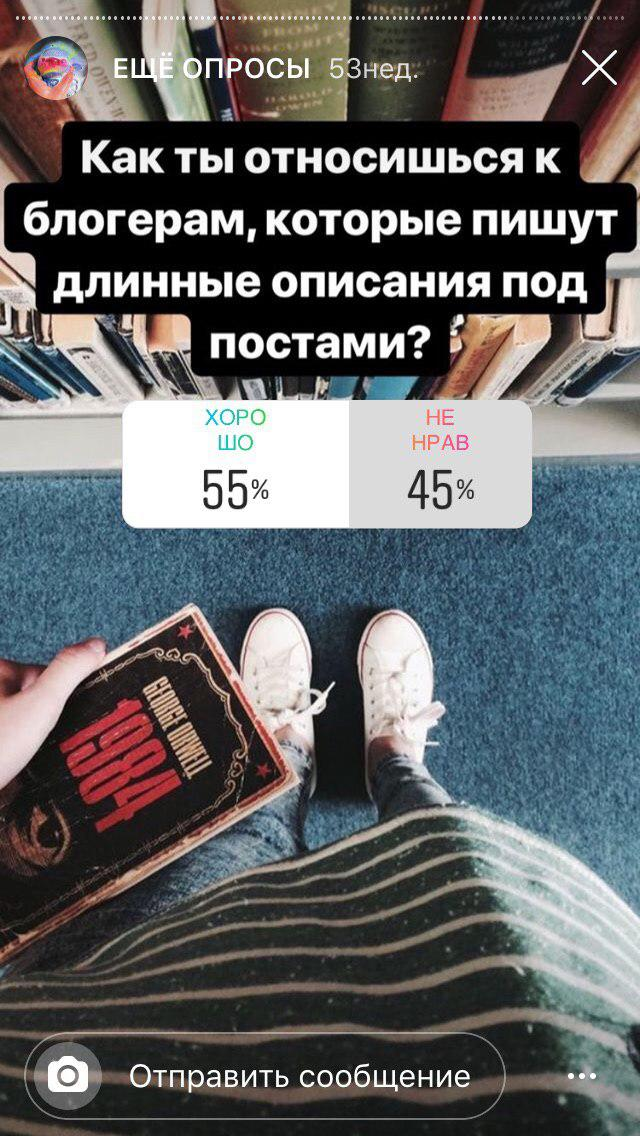 ЕЩЁ ОПРОСЫ 53нед.
Как ты относишься к
блогерам, которые пишут
длинные описания под
постами?
ХОРО
ШО
55%
НЕ
НРАВ
45%
GEORGE ORWELL
1984
Отправить сообщение